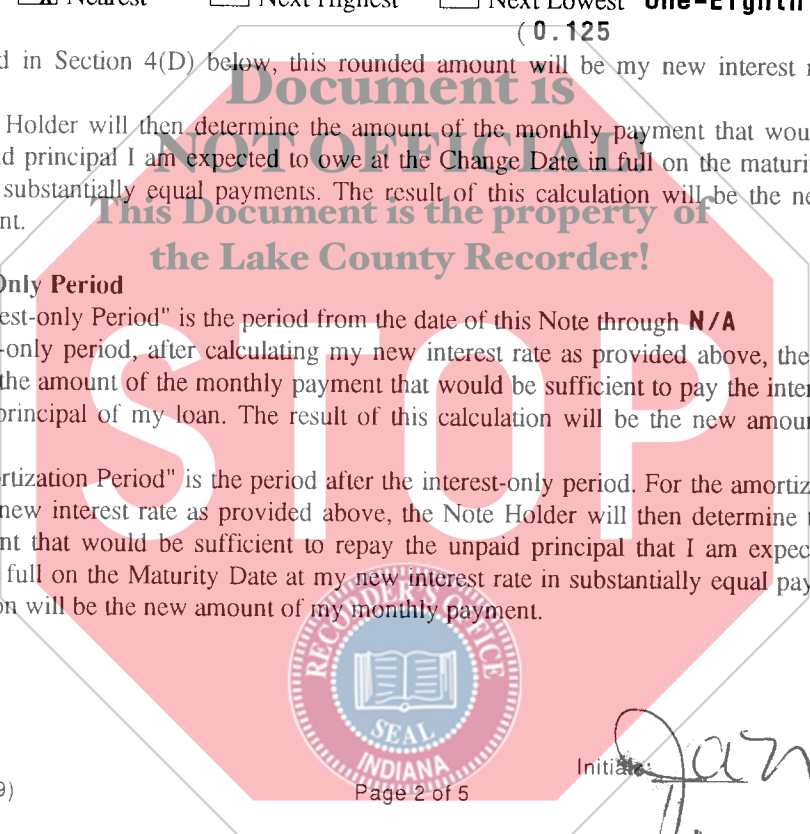 Nearest Next Highest Next Lowest One-Eighth
( 0.125
d in Section 4(D) below, this rounded amount will be my new interest
Document is
Holder will then determine the amount of the monthly payment that wou
NOT OFFICIAL
d principal I am expected to owe at the Change Date in full on the maturi
substantially equal payments. The result of this calculation will be the ne
This Document is the property of
nt.
the Lake County Recorder!
Only Period
est-only Period" is the period from the date of this Note through N/A
-only period, after calculating my new interest rate as provided above, the
the amount of the monthly payment that would be sufficient to pay the inter
principal of my loan. The result of this calculation will be the new amoun
STOP
rtization Period" is the period after the interest-only period. For the amortiz
new interest rate as provided above, the Note Holder will then determine
nt that would be sufficient to repay the unpaid principal that I am expec
full on the Maturity Date at my new interest rate in substantially equal pay
on will be the new amount of my monthly payment.
RECORDER'S OFFICE
SEAL
INDIANA
Initials:
9)
Page 2 of 5